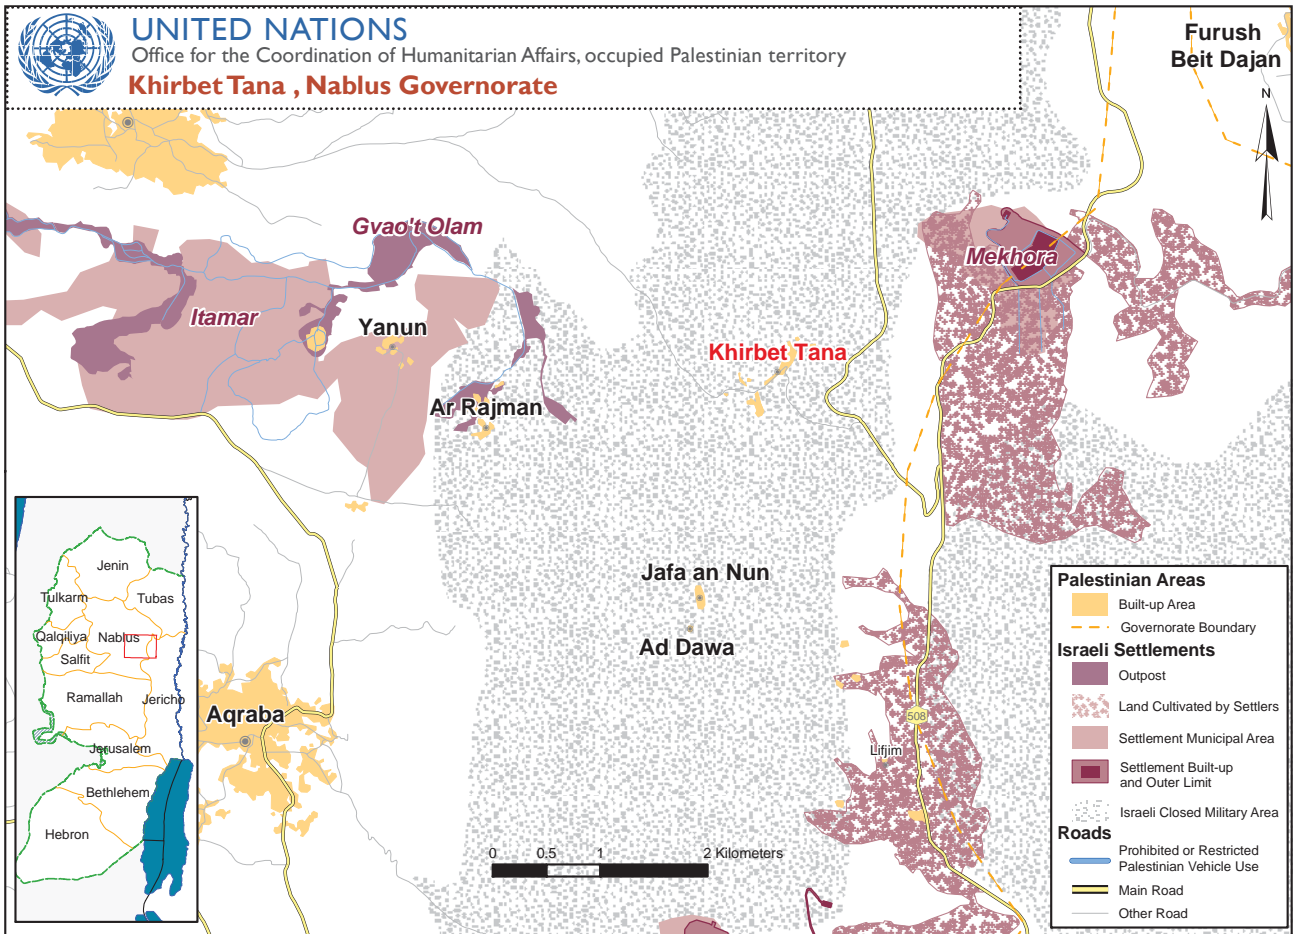 UNITED NATIONS
Office for the Coordination of Humanitarian Affairs, occupied Palestinian territory
Khirbet Tana , Nablus Governorate
Furush
Beit Dajan
N
Gvao't Olam
Mekhora
Itamar
Yanun
Khirbet Tana
Ar Rajman
Jafa an Nun
Ad Dawa
Aqraba
508
Lifjim
Jenin
Tulkarm
Tubas
Qalqiliya
Nablus
Salfit
Ramallah
Jericho
Jerusalem
Bethlehem
Hebron
0 0.5 1 2 Kilometers
Palestinian Areas
Built-up Area
Governorate Boundary
Israeli Settlements
Outpost
Land Cultivated by Settlers
Settlement Municipal Area
Settlement Built-up
and Outer Limit
Israeli Closed Military Area
Roads
Prohibited or Restricted
Palestinian Vehicle Use
Main Road
Other Road